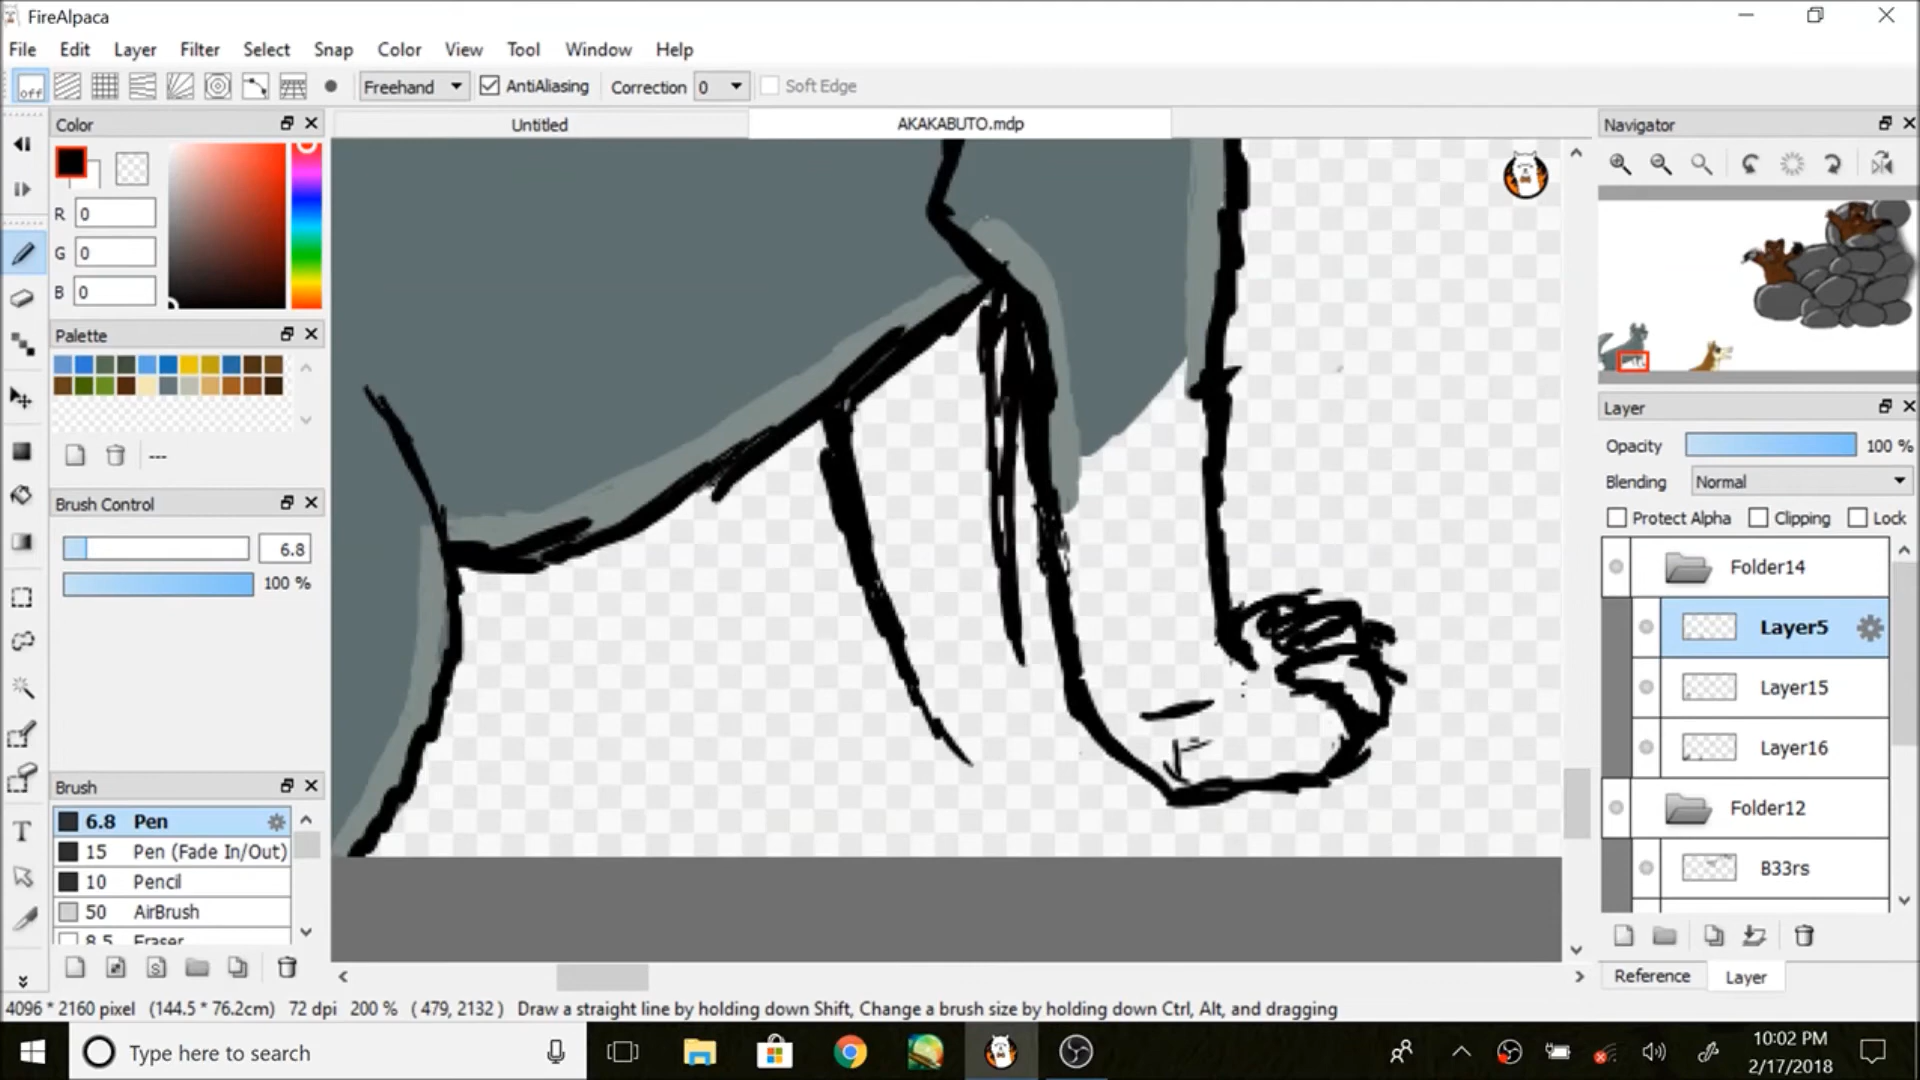 FireAlpaca
File Edit Layer Filter Select Snap Color View Tool Window Help
off Freehand AntiAliasing Correction 0 Soft Edge
Color
Untitled
AKAKABUTO.mdp
Navigator
R 0
G 0
B 0
Palette
---
Brush Control
6.8
100 %
Brush
6.8 Pen
15 Pen (Fade In/Out)
10 Pencil
50 AirBrush
8.5 Eraser
Layer
Opacity 100 %
Blending Normal
Protect Alpha Clipping Lock
Folder14
Layer5
Layer15
Layer16
Folder12
B33rs
Reference Layer
4096 * 2160 pixel (144.5 * 76.2cm) 72 dpi 200 % ( 479, 2132 ) Draw a straight line by holding down Shift, Change a brush size by holding down Ctrl, Alt, and dragging
Type here to search
10:02 PM
2/17/2018